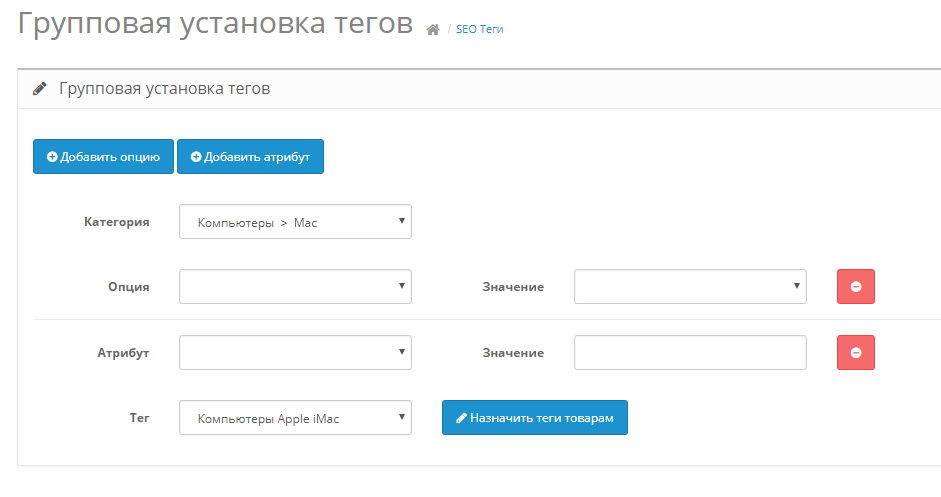 Групповая установка тегов / SEO Теги
Групповая установка тегов
Добавить опцию Добавить атрибут
Категория Компьютеры > Mac
Опция Значение
Атрибут Значение
Тег Компьютеры Apple iMac Назначить теги товарам